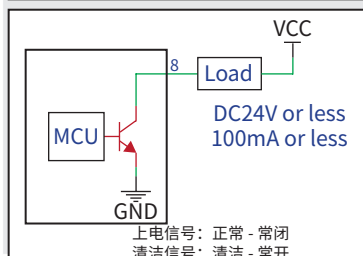 VCC
8
Load
DC24V or less
100mA or less
MCU
GND
上电信号：正常 - 常闭
清洁信号：清洁 - 常开